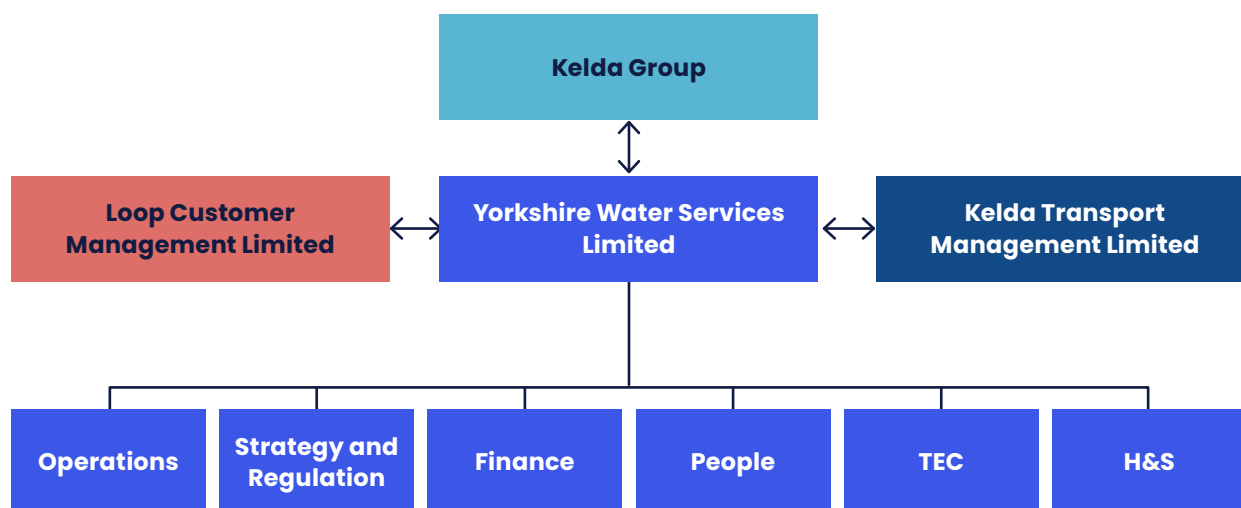 Kelda Group
Loop Customer
Management Limited
Yorkshire Water Services
Limited
Kelda Transport
Management Limited
Operations
Strategy and
Regulation
Finance
People
TEC
H&S